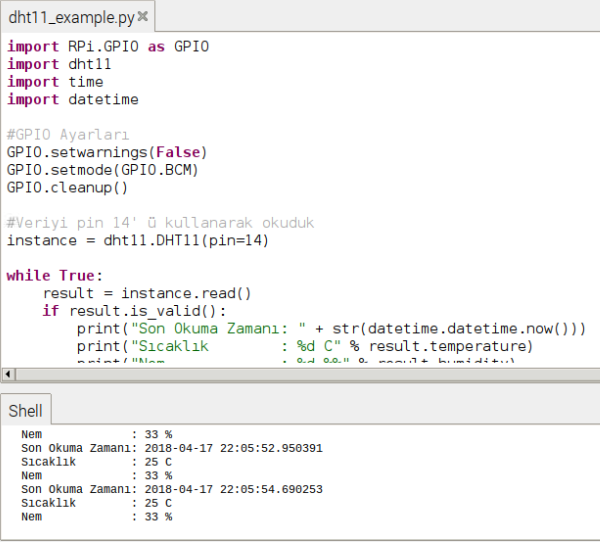 dht11_example.py
import RPi.GPIO as GPIO
import dht11
import time
import datetime
#GPIO Ayarları
GPIO.setwarnings(False)
GPIO.setmode(GPIO.BCM)
GPIO.cleanup()
#Veriyi pin 14' ü kullanarak okuduk
instance = dht11.DHT11(pin=14)
while True:
    result = instance.read()
    if result.is_valid():
        print("Son Okuma Zamanı: " + str(datetime.datetime.now()))
        print("Sıcaklık        : %d C" % result.temperature)
        print("Nem             : %d %%" % result.humidity)
Shell
Nem             : 33 %
Son Okuma Zamanı: 2018-04-17 22:05:52.950391
Sıcaklık        : 25 C
Nem             : 33 %
Son Okuma Zamanı: 2018-04-17 22:05:54.690253
Sıcaklık        : 25 C
Nem             : 33 %